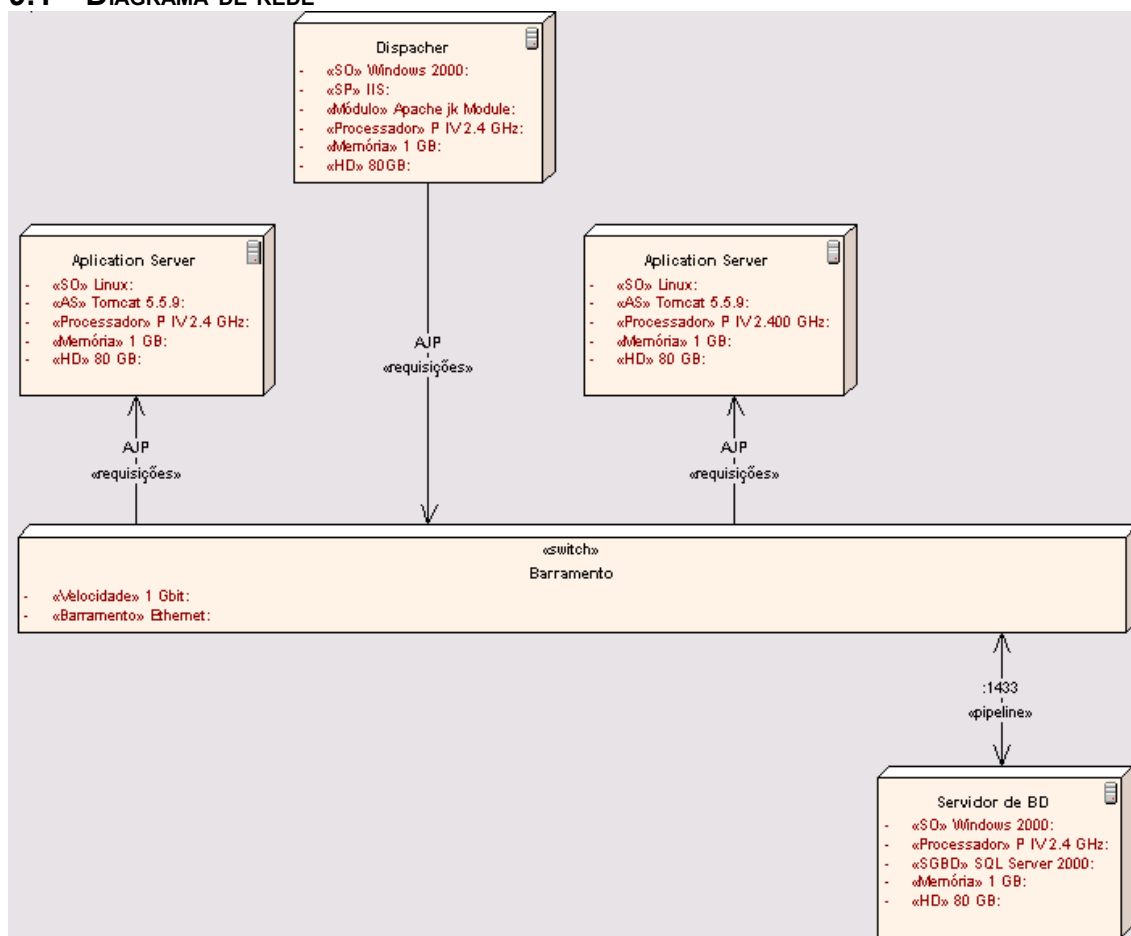 DIAGRAMA DE REDE
Dispacher
- «SO» Windows 2000:
- «SP» IIS:
- «Módulo» Apache jk Module:
- «Processador» P IV 2.4 GHz:
- «Memória» 1 GB:
- «HD» 80GB:
Aplication Server
- «SO» Linux:
- «AS» Tomcat 5.5.9:
- «Processador» P IV 2.4 GHz:
- «Memória» 1 GB:
- «HD» 80 GB:
Aplication Server
- «SO» Linux:
- «AS» Tomcat 5.5.9:
- «Processador» P IV 2.400 GHz:
- «Memória» 1 GB:
- «HD» 80 GB:
AJP
«requisições»
AJP
«requisições»
AJP
«requisições»
«switch»
Barramento
- «Velocidade» 1 Gbit:
- «Barramento» Ethernet:
:1433
«pipeline»
Servidor de BD
- «SO» Windows 2000:
- «Processador» P IV 2.4 GHz:
- «SGBD» SQL Server 2000:
- «Memória» 1 GB:
- «HD» 80 GB: